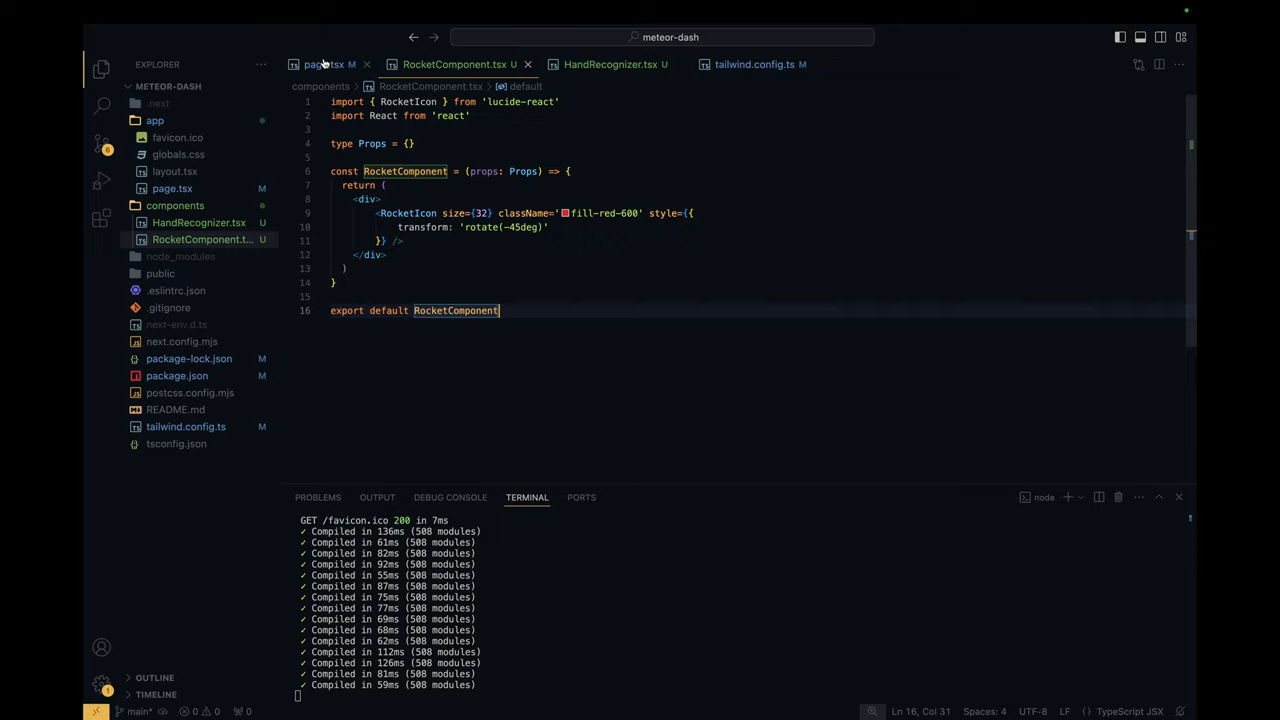 meteor-dash
EXPLORER
METEOR-DASH
.next
app
favicon.ico
globals.css
layout.tsx
page.tsx M
components
HandRecognizer.tsx U
RocketComponent.t... U
node_modules
public
.eslintrc.json
.gitignore
next-env.d.ts
next.config.mjs
package-lock.json M
package.json M
postcss.config.mjs
README.md
tailwind.config.ts M
tsconfig.json
OUTLINE
TIMELINE
6
1
page.tsx M
RocketComponent.tsx U
HandRecognizer.tsx U
tailwind.config.ts M
components > RocketComponent.tsx > default
1 import { RocketIcon } from 'lucide-react'
2 import React from 'react'
3
4 type Props = {}
5
6 const RocketComponent = (props: Props) => {
7 return (
8 <div>
9 <RocketIcon size={32} className='fill-red-600' style={{
10 transform: 'rotate(-45deg)'
11 }} />
12 </div>
13 )
14 }
15
16 export default RocketComponent
PROBLEMS OUTPUT DEBUG CONSOLE TERMINAL PORTS
node
GET /favicon.ico 200 in 7ms
✓ Compiled in 136ms (508 modules)
✓ Compiled in 61ms (508 modules)
✓ Compiled in 82ms (508 modules)
✓ Compiled in 92ms (508 modules)
✓ Compiled in 55ms (508 modules)
✓ Compiled in 87ms (508 modules)
✓ Compiled in 75ms (508 modules)
✓ Compiled in 77ms (508 modules)
✓ Compiled in 69ms (508 modules)
✓ Compiled in 68ms (508 modules)
✓ Compiled in 62ms (508 modules)
✓ Compiled in 112ms (508 modules)
✓ Compiled in 126ms (508 modules)
✓ Compiled in 81ms (508 modules)
✓ Compiled in 59ms (508 modules)
main* 0 0 0
Ln 16, Col 31 Spaces: 4 UTF-8 LF { } TypeScript JSX